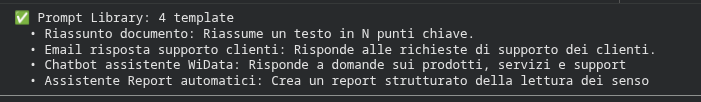 ✅ Prompt Library: 4 template
• Riassunto documento: Riassume un testo in N punti chiave.
• Email risposta supporto clienti: Risponde alle richieste di supporto dei clienti.
• Chatbot assistente WiData: Risponde a domande sui prodotti, servizi e support
• Assistente Report automatici: Crea un report strutturato della lettura dei senso